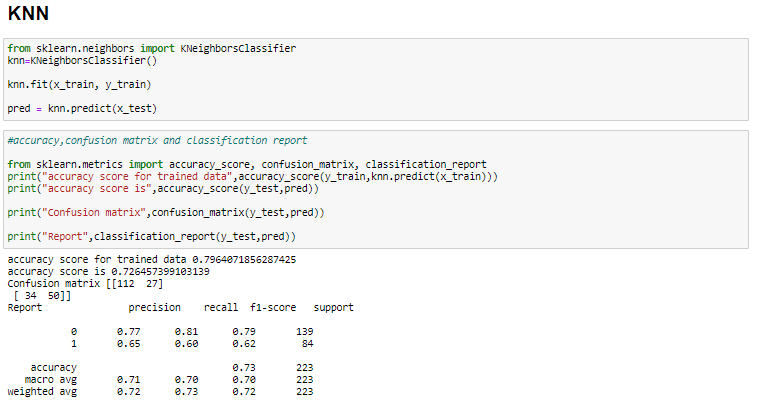 KNN
from sklearn.neighbors import KNeighborsClassifier
knn=KNeighborsClassifier()
knn.fit(x_train, y_train)
pred = knn.predict(x_test)
#accuracy,confusion matrix and classification report
from sklearn.metrics import accuracy_score, confusion_matrix, classification_report
print("accuracy score for trained data",accuracy_score(y_train,knn.predict(x_train)))
print("accuracy score is",accuracy_score(y_test,pred))
print("Confusion matrix",confusion_matrix(y_test,pred))
print("Report",classification_report(y_test,pred))
accuracy score for trained data 0.7964071856287425
accuracy score is 0.726457399103139
Confusion matrix [[112  27]
 [ 34  50]]
Report               precision    recall  f1-score   support
           0       0.77      0.81      0.79       139
           1       0.65      0.60      0.62        84
    accuracy                           0.73       223
   macro avg       0.71      0.70      0.70       223
weighted avg       0.72      0.73      0.72       223